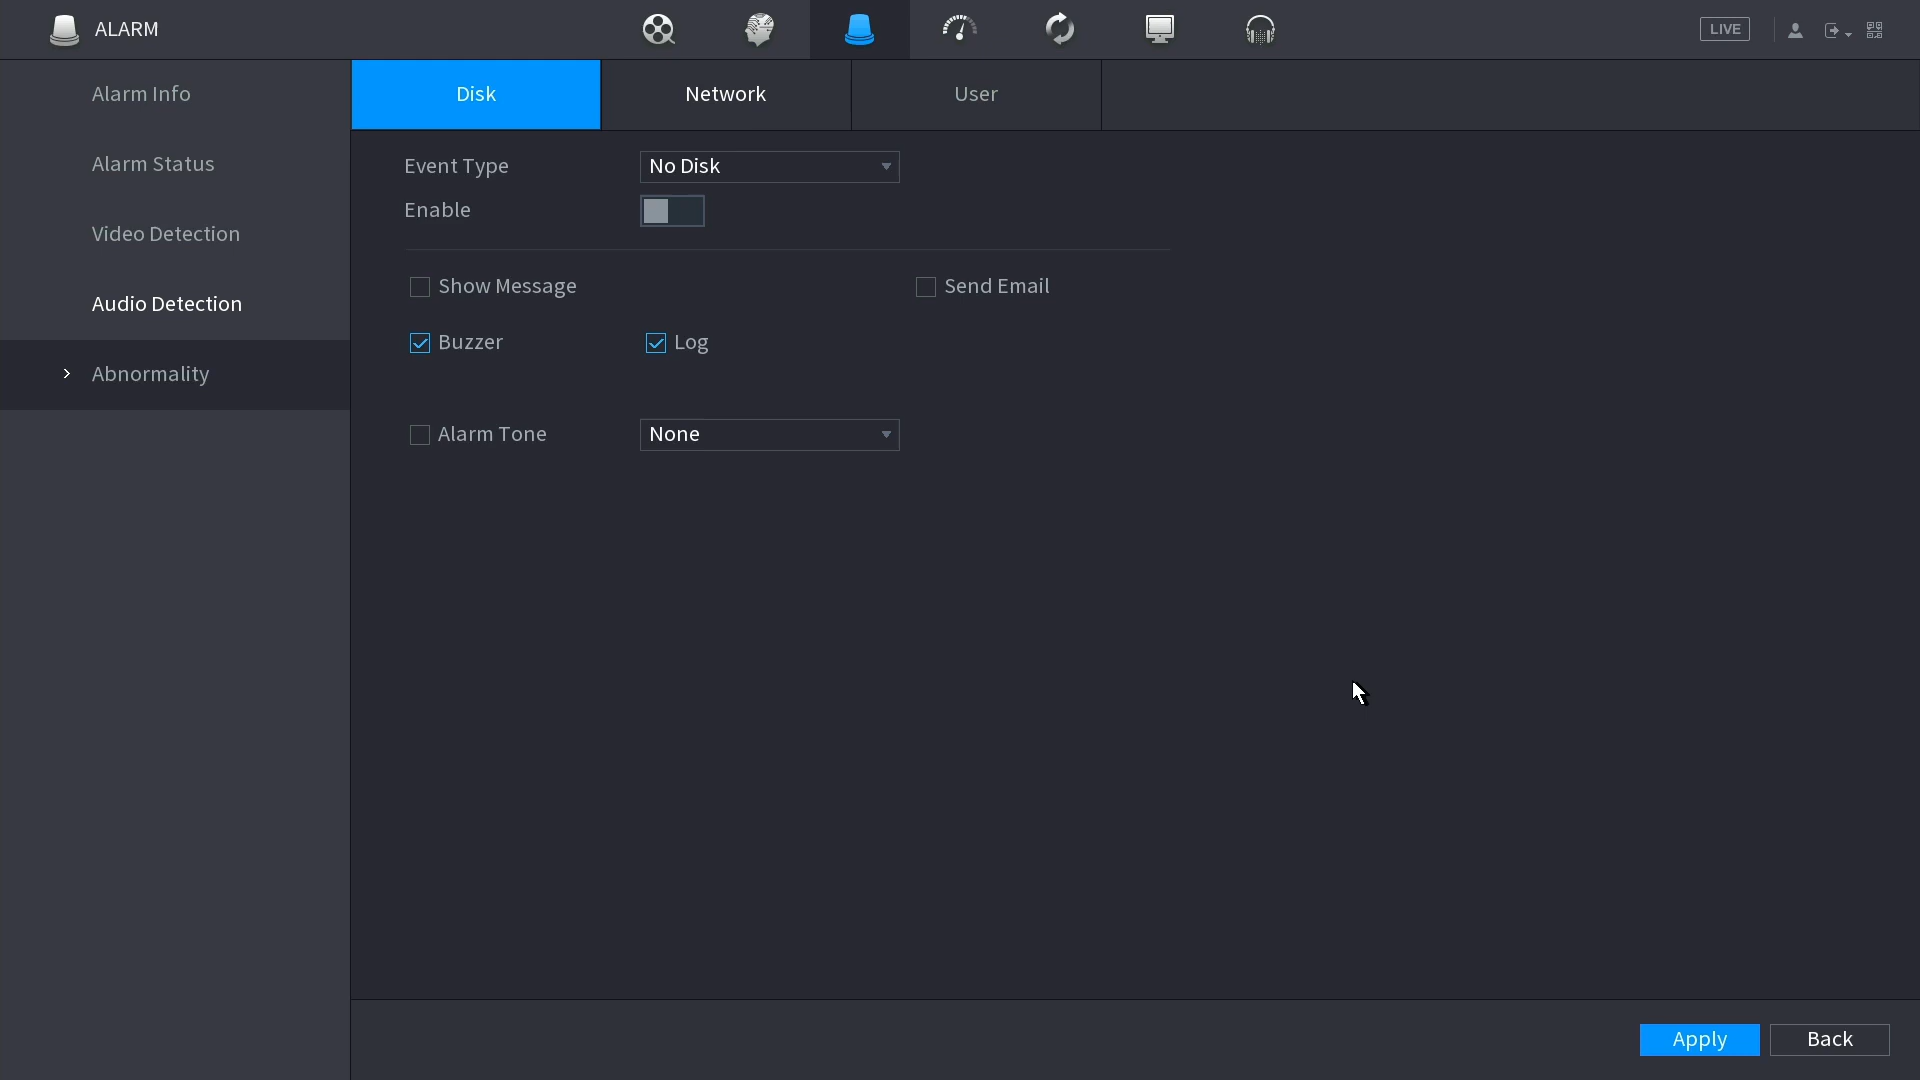 ALARM
LIVE
Alarm Info
Alarm Status
Video Detection
Audio Detection
Abnormality
Disk
Network
User
Event Type
No Disk
Enable
Show Message
Send Email
Buzzer
Log
Alarm Tone
None
Apply
Back